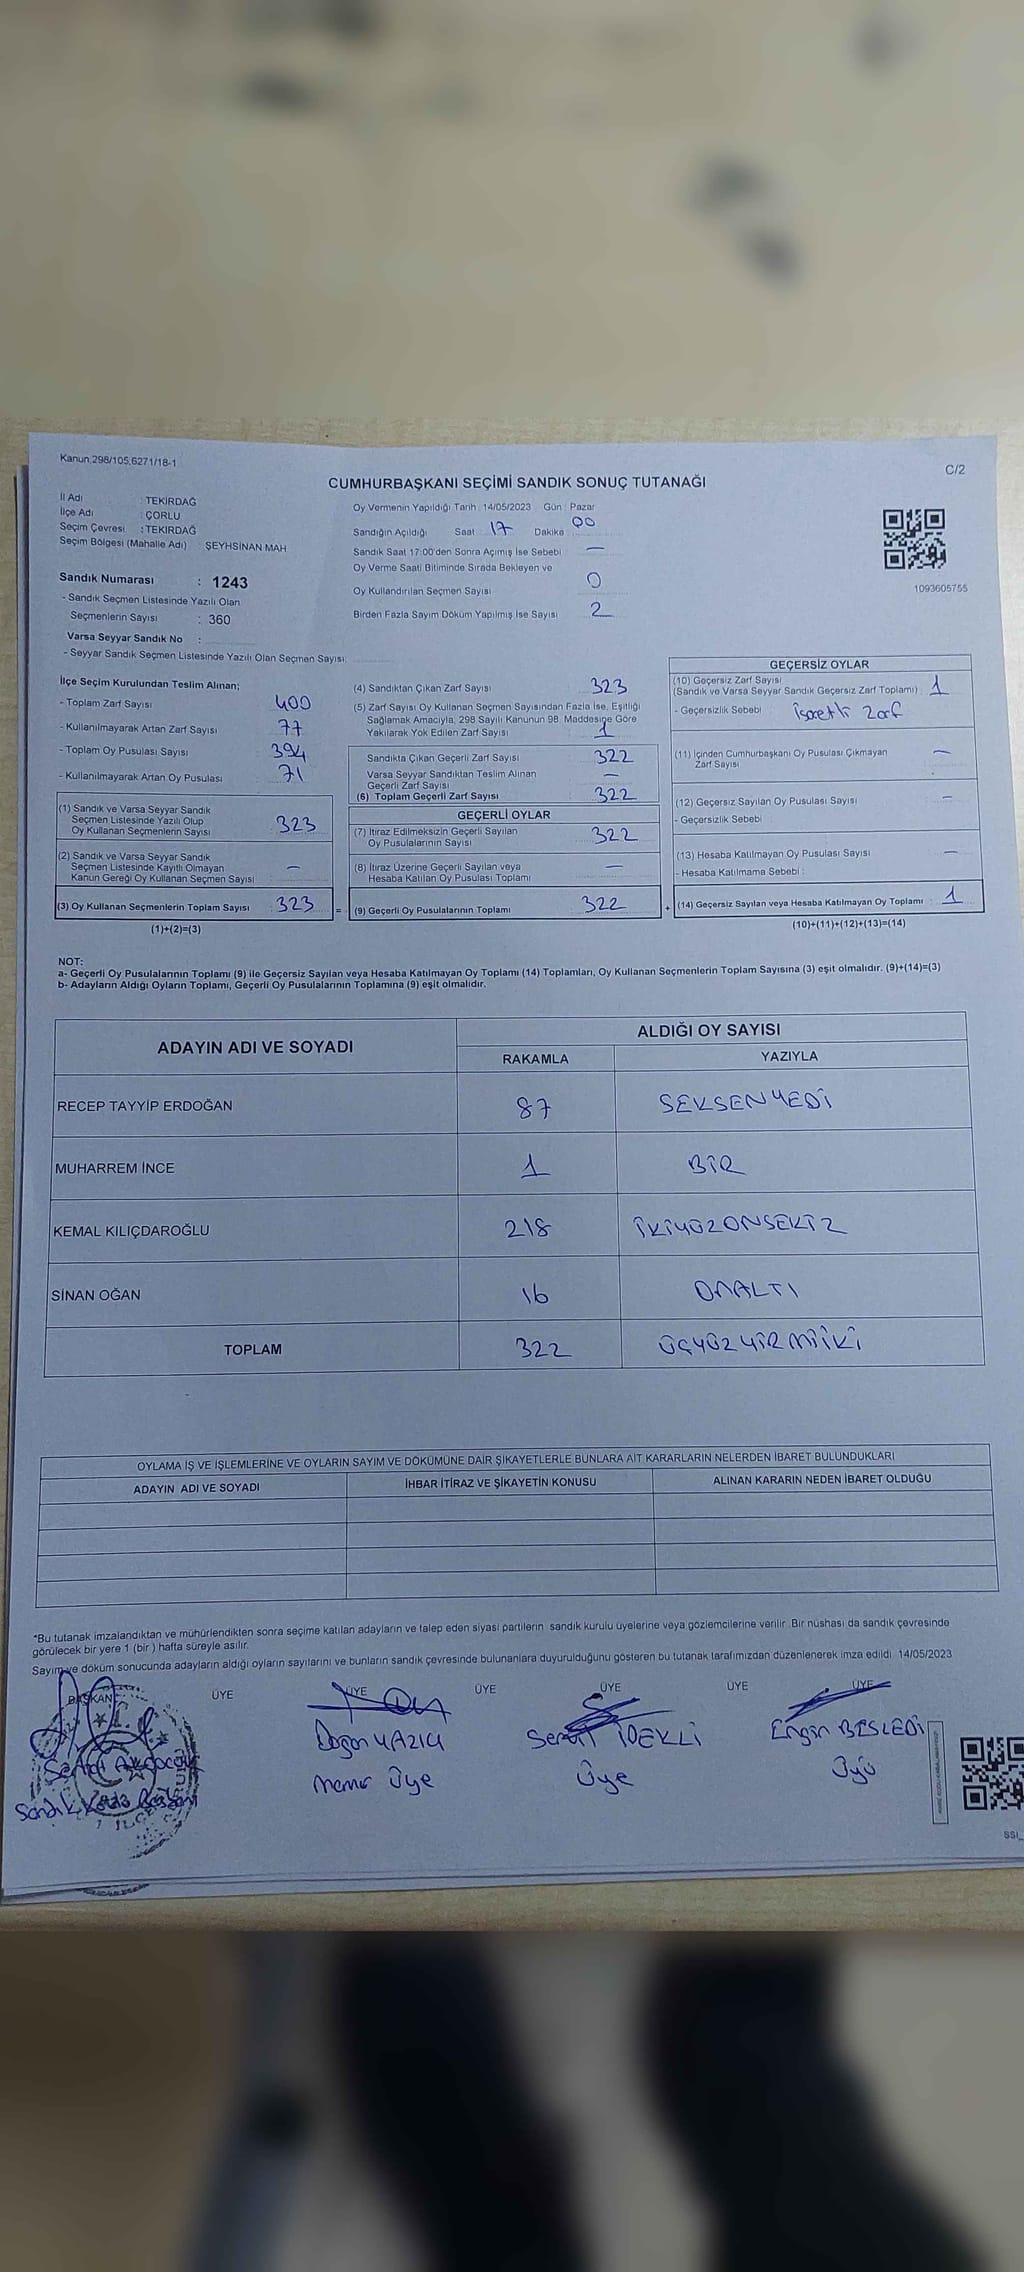 Kanun,298/105,6271/18-1
C/2
CUMHURBAŞKANI SEÇİMİ SANDIK SONUÇ TUTANAĞI
İl Adı : TEKİRDAĞ
İlçe Adı : ÇORLU
Seçim Çevresi : TEKİRDAĞ
Seçim Bölgesi (Mahalle Adı) ŞEYHSİNAN MAH
Sandık Numarası : 1243
- Sandık Seçmen Listesinde Yazılı Olan
Seçmenlerin Sayısı : 360
Varsa Seyyar Sandık No :
- Seyyar Sandık Seçmen Listesinde Yazılı Olan Seçmen Sayısı:
Oy Vermenin Yapıldığı Tarih : 14/05/2023 Gün : Pazar
Sandığın Açıldığı Saat 17 Dakika 00
Sandık Saat 17:00'den Sonra Açımış İse Sebebi —
Oy Verme Saati Bitiminde Sırada Bekleyen ve
Oy Kullandırılan Seçmen Sayısı 0
Birden Fazla Sayım Döküm Yapılmış İse Sayısı 2
1093605755
İlçe Seçim Kurulundan Teslim Alınan;
- Toplam Zarf Sayısı 400
- Kullanılmayarak Artan Zarf Sayısı 77
- Toplam Oy Pusulası Sayısı 394
- Kullanılmayarak Artan Oy Pusulası 71
(1) Sandık ve Varsa Seyyar Sandık
Seçmen Listesinde Yazılı Olup
Oy Kullanan Seçmenlerin Sayısı 323
(2) Sandık ve Varsa Seyyar Sandık
Seçmen Listesinde Kayıtlı Olmayan
Kanun Gereği Oy Kullanan Seçmen Sayısı —
(3) Oy Kullanan Seçmenlerin Toplam Sayısı : 323
(1)+(2)=(3)
(4) Sandıktan Çıkan Zarf Sayısı 323
(5) Zarf Sayısı Oy Kullanan Seçmen Sayısından Fazla İse, Eşitliği
Sağlamak Amacıyla, 298 Sayılı Kanunun 98. Maddesine Göre
Yakılarak Yok Edilen Zarf Sayısı 1
Sandıkta Çıkan Geçerli Zarf Sayısı 322
Varsa Seyyar Sandıktan Teslim Alınan
Geçerli Zarf Sayısı —
(6) Toplam Geçerli Zarf Sayısı 322
GEÇERLİ OYLAR
(7) İtiraz Edilmeksizin Geçerli Sayılan
Oy Pusulalarının Sayısı 322
(8) İtiraz Üzerine Geçerli Sayılan veya
Hesaba Katılan Oy Pusulası Toplamı —
= (9) Geçerli Oy Pusulalarının Toplamı 322
GEÇERSİZ OYLAR
(10) Geçersiz Zarf Sayısı
(Sandık ve Varsa Seyyar Sandık Geçersiz Zarf Toplamı) 1
- Geçersizlik Sebebi : İşaretli Zarf
(11) İçinden Cumhurbaşkanı Oy Pusulası Çıkmayan
Zarf Sayısı —
(12) Geçersiz Sayılan Oy Pusulası Sayısı —
- Geçersizlik Sebebi :
(13) Hesaba Katılmayan Oy Pusulası Sayısı —
- Hesaba Katılmama Sebebi :
+ (14) Geçersiz Sayılan veya Hesaba Katılmayan Oy Toplamı : 1
(10)+(11)+(12)+(13)=(14)
NOT:
a- Geçerli Oy Pusulalarının Toplamı (9) ile Geçersiz Sayılan veya Hesaba Katılmayan Oy Toplamı (14) Toplamları, Oy Kullanan Seçmenlerin Toplam Sayısına (3) eşit olmalıdır. (9)+(14)=(3)
b- Adayların Aldığı Oyların Toplamı, Geçerli Oy Pusulalarının Toplamına (9) eşit olmalıdır.
ADAYIN ADI VE SOYADI
ALDIĞI OY SAYISI
RAKAMLA YAZIYLA
RECEP TAYYİP ERDOĞAN 87 SEKSENYEDİ
MUHARREM İNCE 1 BİR
KEMAL KILIÇDAROĞLU 218 İKİYÜZONSEKİZ
SİNAN OĞAN 16 ONALTI
TOPLAM 322 ÜÇYÜZYİRMİİKİ
OYLAMA İŞ VE İŞLEMLERİNE VE OYLARIN SAYIM VE DÖKÜMÜNE DAİR ŞİKAYETLERLE BUNLARA AİT KARARLARIN NELERDEN İBARET BULUNDUKLARI
ADAYIN ADI VE SOYADI İHBAR İTİRAZ VE ŞİKAYETİN KONUSU ALINAN KARARIN NEDEN İBARET OLDUĞU
*Bu tutanak imzalandıktan ve mühürlendikten sonra seçime katılan adayların ve talep eden siyasi partilerin sandık kurulu üyelerine veya gözlemcilerine verilir. Bir nüshası da sandık çevresinde
görülecek bir yere 1 (bir ) hafta süreyle asılır.
Sayım ve döküm sonucunda adayların aldığı oyların sayılarını ve bunların sandık çevresinde bulunanlara duyurulduğunu gösteren bu tutanak tarafımızdan düzenlenerek imza edildi. 14/05/2023
BAŞKAN ÜYE ÜYE ÜYE ÜYE ÜYE ÜYE
Doğan YAZICI
Memur Üye
İDEKLİ
Üye
Engin BESLEDİ
Üye
Sandık Başkanı
SSİ_